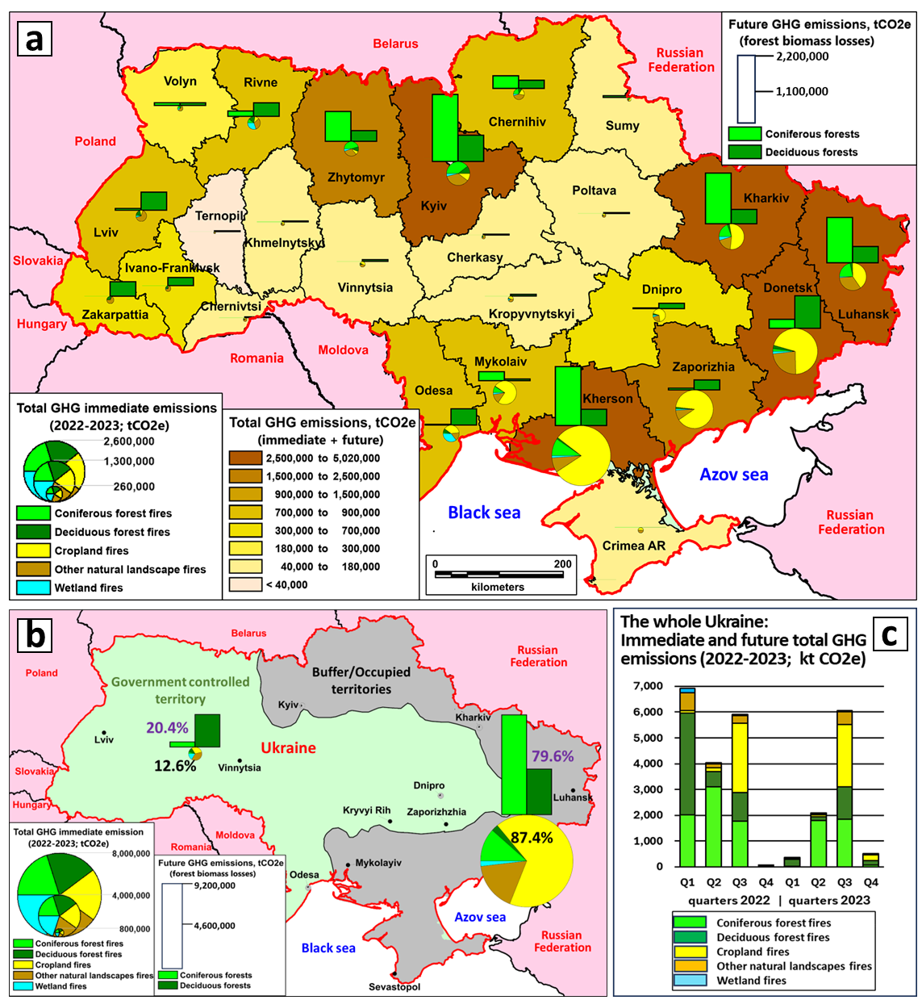 a
Belarus
Russian
Federation
Poland
Slovakia
Hungary
Romania
Moldova
Russian
Federation
Volyn
Rivne
Zhytomyr
Kyiv
Chernihiv
Sumy
Lviv
Ternopil
Khmelnytskyi
Ivano-Frankivsk
Zakarpattia
Chernivtsi
Vinnytsia
Cherkasy
Poltava
Kharkiv
Luhansk
Donetsk
Dnipro
Kropyvnytskyi
Zaporizhia
Mykolaiv
Odesa
Kherson
Crimea AR
Black sea
Azov sea
Future GHG emissions, tCO2e
(forest biomass losses)
2,200,000
1,100,000
Coniferous forests
Deciduous forests
Total GHG immediate emissions
(2022-2023; tCO2e)
2,600,000
1,300,000
260,000
Coniferous forest fires
Deciduous forest fires
Cropland fires
Other natural landscape fires
Wetland fires
Total GHG emissions, tCO2e
(immediate + future)
2,500,000 to 5,020,000
1,500,000 to 2,500,000
900,000 to 1,500,000
700,000 to 900,000
300,000 to 700,000
180,000 to 300,000
40,000 to 180,000
< 40,000
0 200
kilometers
b
Belarus
Russian
Federation
Poland
Slovakia
Hungary
Romania
Moldova
Russian
Federation
Government controlled
territory
Buffer/Occupied
territories
Kyiv
Kharkiv
Lviv
20.4%
12.6%
Vinnytsia
Ukraine
79.6%
Luhansk
Dnipro
Kryvyi Rih
Zaporizhzhia
87.4%
Mykolayiv
Odesa
Azov sea
Black sea
Sevastopol
Total GHG immediate emission
(2022-2023; tCO2e)
8,000,000
4,000,000
800,000
Coniferous forest fires
Deciduous forest fires
Cropland fires
Other natural landscapes fires
Wetland fires
Future GHG emissions, tCO2e
(forest biomass losses)
9,200,000
4,600,000
Coniferous forests
Deciduous forests
c
The whole Ukraine:
Immediate and future total GHG
emissions (2022-2023; kt CO2e)
7,000
6,000
5,000
4,000
3,000
2,000
1,000
0
Q1 Q2 Q3 Q4 Q1 Q2 Q3 Q4
quarters 2022 | quarters 2023
Coniferous forest fires
Deciduous forest fires
Cropland fires
Other natural landscapes fires
Wetland fires